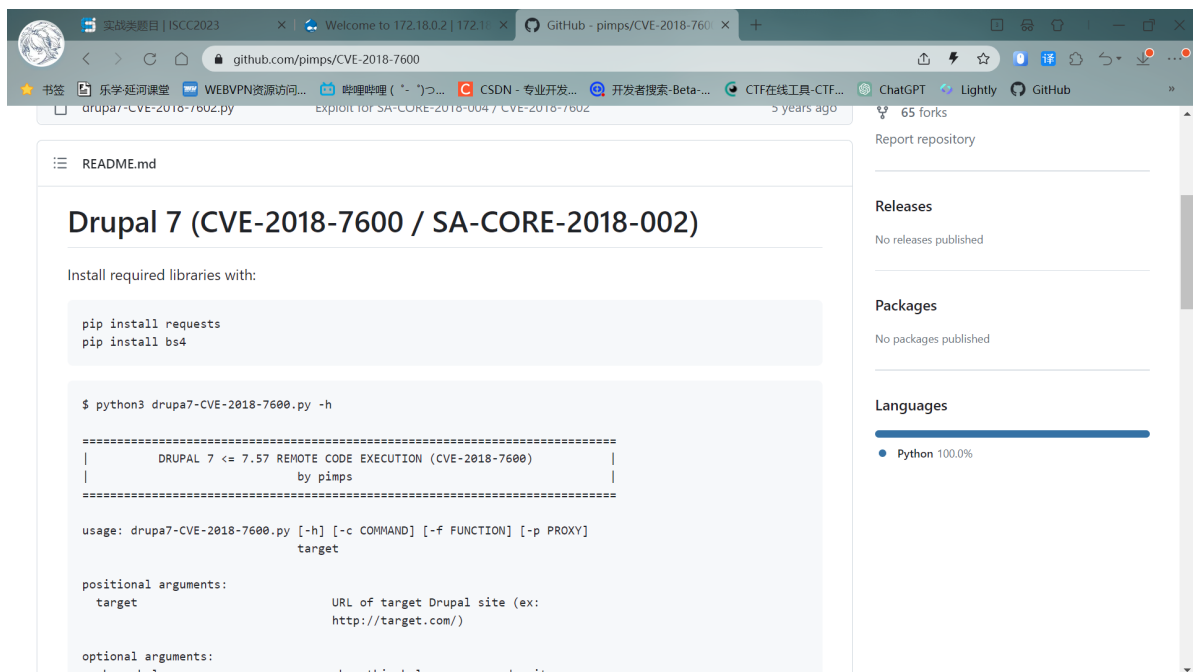 实战类题目 | ISCC2023
Welcome to 172.18.0.2 | 172.18
GitHub - pimps/CVE-2018-760
github.com/pimps/CVE-2018-7600
书签
乐学-延河课堂
WEBVPN资源访问...
哔哩哔哩 ( ゜- ゜)つ...
CSDN - 专业开发...
开发者搜索-Beta-...
CTF在线工具-CTF...
ChatGPT
Lightly
GitHub
»
drupa7-CVE-2018-7602.py
Exploit for SA-CORE-2018-004 / CVE-2018-7602
5 years ago
README.md
Drupal 7 (CVE-2018-7600 / SA-CORE-2018-002)
Install required libraries with:
pip install requests
pip install bs4
$ python3 drupa7-CVE-2018-7600.py -h
=============================================================================
| DRUPAL 7 <= 7.57 REMOTE CODE EXECUTION (CVE-2018-7600) |
| by pimps |
=============================================================================
usage: drupa7-CVE-2018-7600.py [-h] [-c COMMAND] [-f FUNCTION] [-p PROXY]
target
positional arguments:
target URL of target Drupal site (ex:
http://target.com/)
optional arguments:
65 forks
Report repository
Releases
No releases published
Packages
No packages published
Languages
Python 100.0%